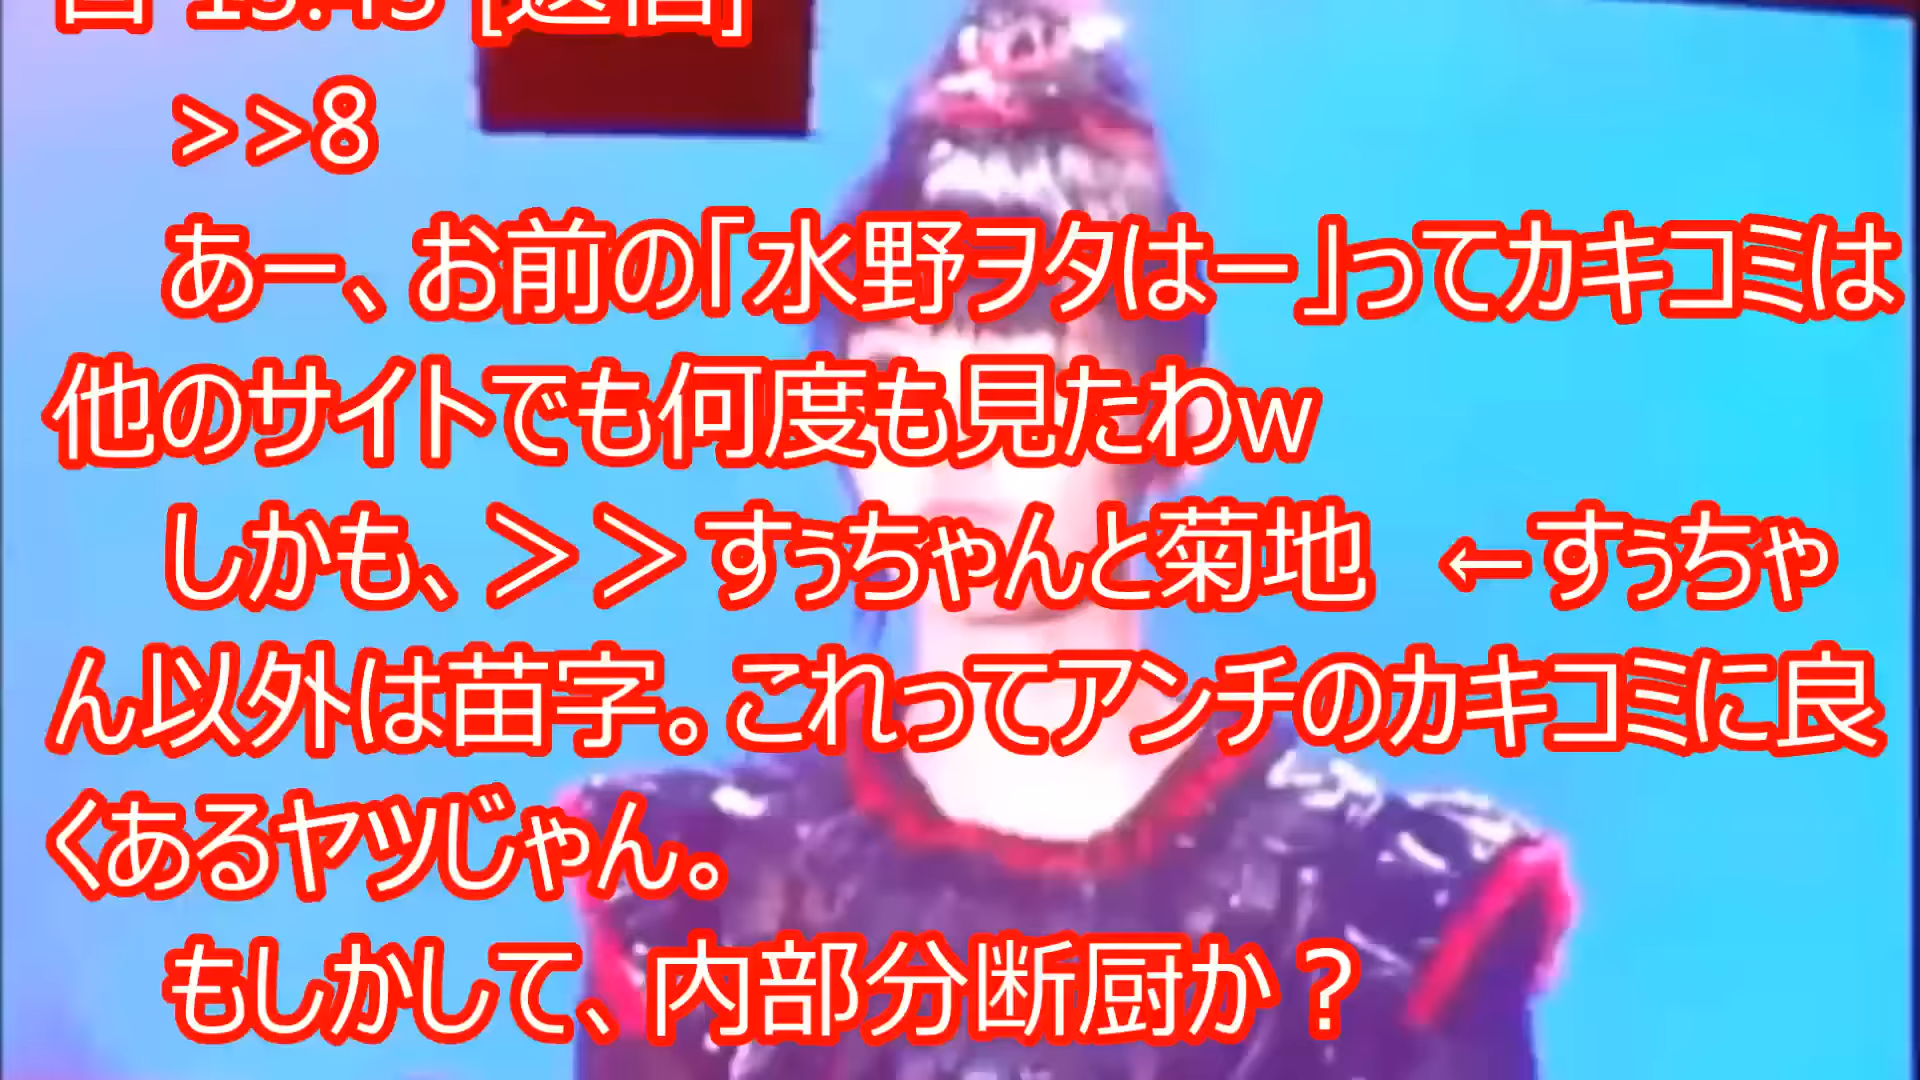 [返信]
>>8
あー、お前の「水野ヲタはー」ってカキコミは
他のサイトでも何度も見たわw
しかも、＞＞すぅちゃんと菊地　←すぅちゃ
ん以外は苗字。これってアンチのカキコミに良
くあるヤツじゃん。
もしかして、内部分断厨か？